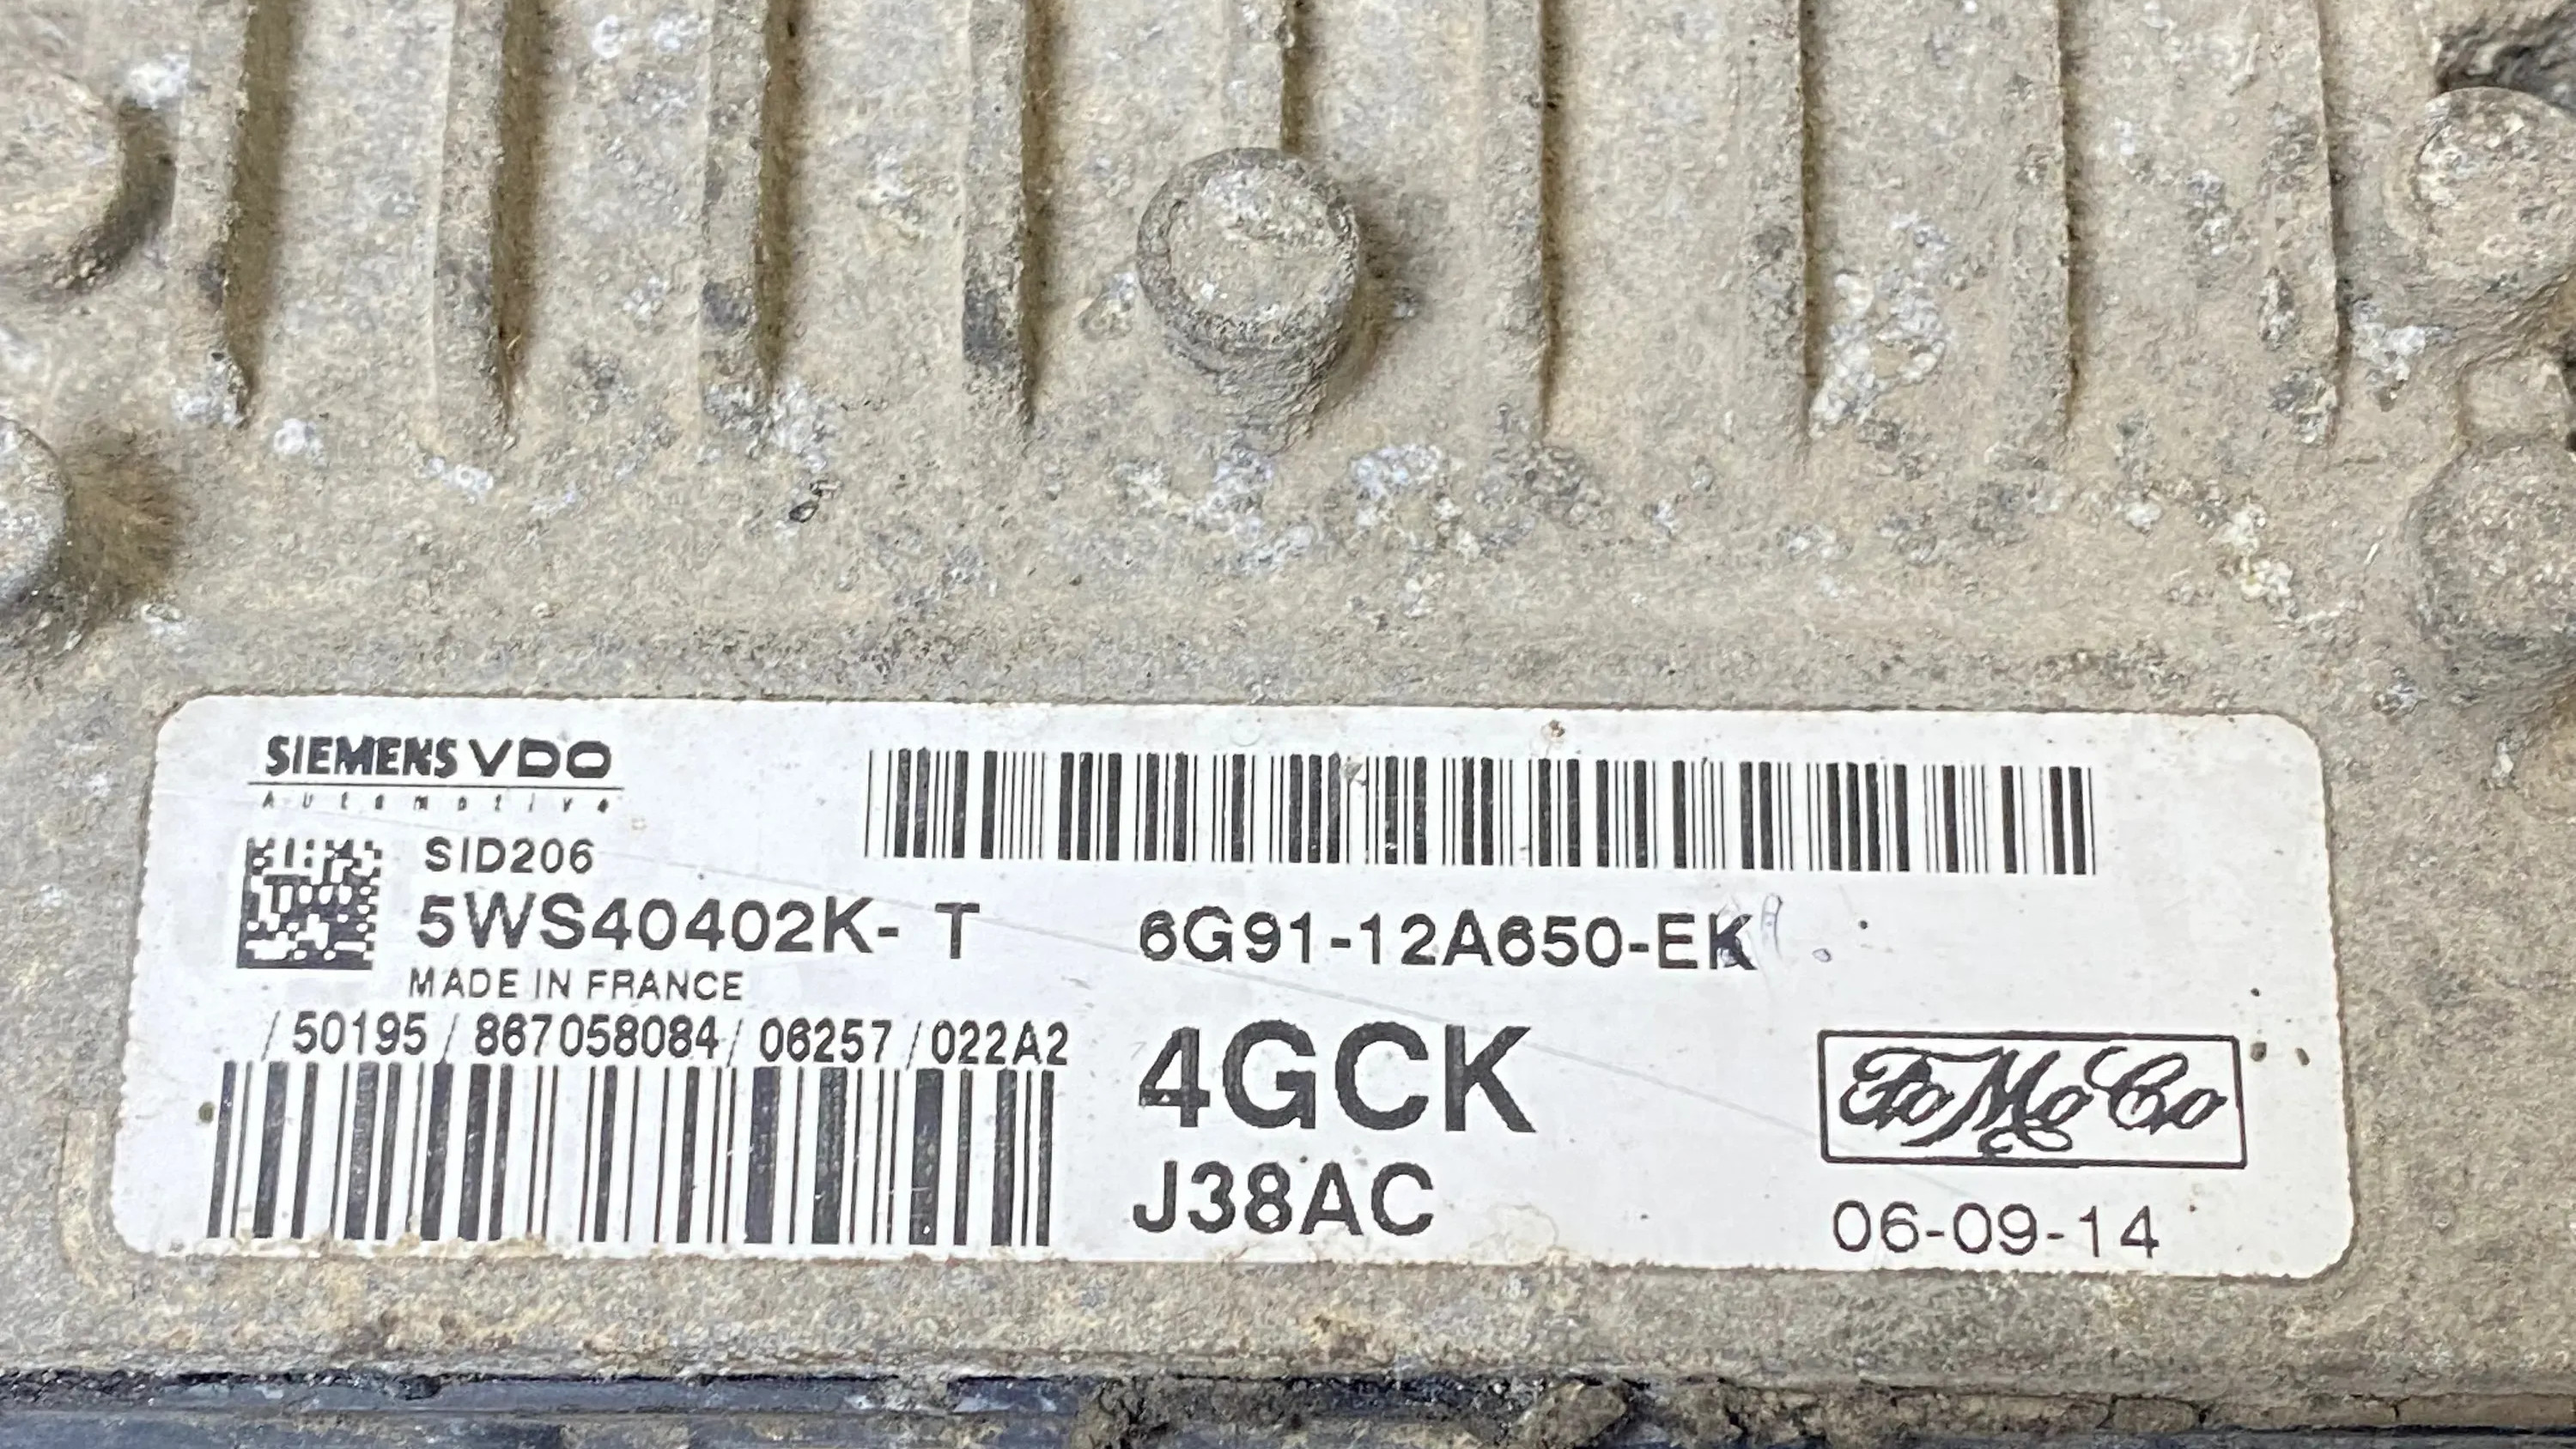 SIEMENS VDO
Automotive
SID206
5WS40402K- T
6G91-12A650-EK
MADE IN FRANCE
/ 50195 / 867058084 / 06257 / 022A2
4GCK
J38AC
FoMoCo
06-09-14